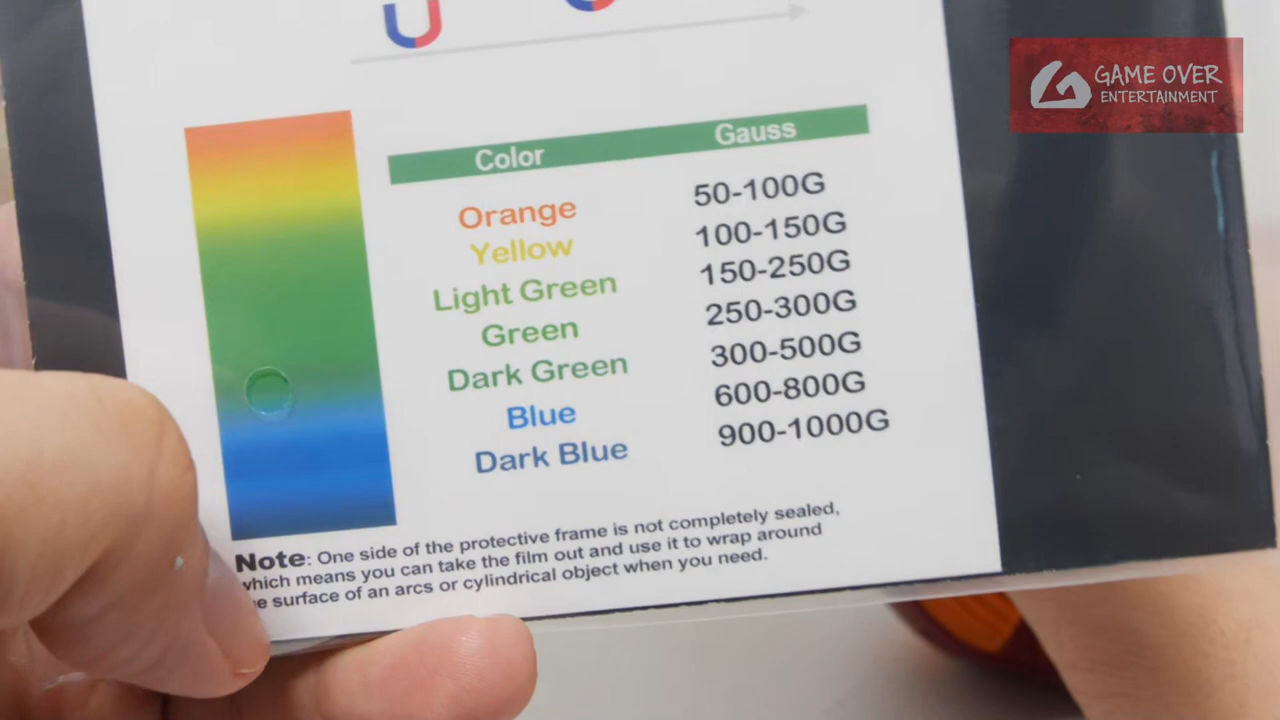 GAME OVER
ENTERTAINMENT
Color Gauss
Orange 50-100G
Yellow 100-150G
Light Green 150-250G
Green 250-300G
Dark Green 300-500G
Blue 600-800G
Dark Blue 900-1000G
Note: One side of the protective frame is not completely sealed,
which means you can take the film out and use it to wrap around
surface of an arcs or cylindrical object when you need.